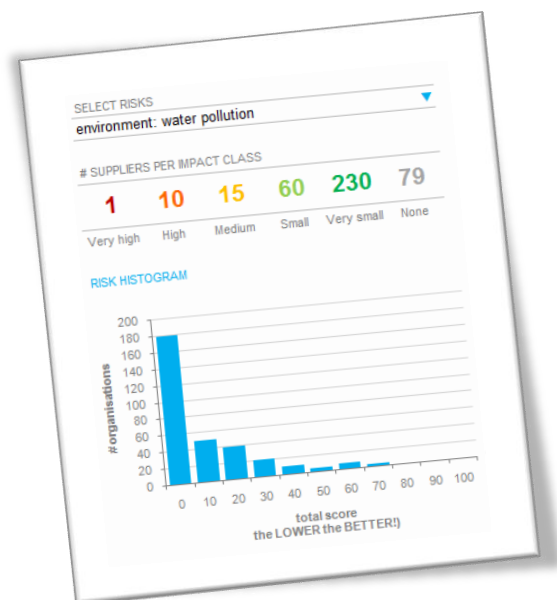 SELECT RISKS
environment: water pollution
# SUPPLIERS PER IMPACT CLASS
1 10 15 60 230 79
Very high High Medium Small Very small None
RISK HISTOGRAM
200
180
160
140
120
100
80
60
40
20
0
#organisations
0 10 20 30 40 50 60 70 80 90 100
total score
the LOWER the BETTER!)